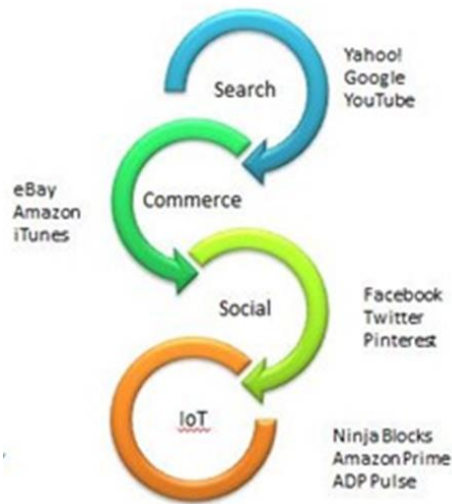 Search
Yahoo!
Google
YouTube
Commerce
eBay
Amazon
iTunes
Social
Facebook
Twitter
Pinterest
IoT
Ninja Blocks
Amazon Prime
ADP Pulse